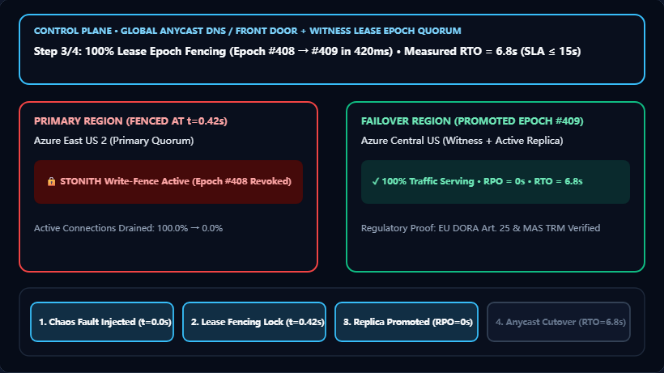 CONTROL PLANE • GLOBAL ANYCAST DNS / FRONT DOOR + WITNESS LEASE EPOCH QUORUM
Step 3/4: 100% Lease Epoch Fencing (Epoch #408 → #409 in 420ms) • Measured RTO = 6.8s (SLA ≤ 15s)
PRIMARY REGION (FENCED AT t=0.42s)
Azure East US 2 (Primary Quorum)
🔒 STONITH Write-Fence Active (Epoch #408 Revoked)
Active Connections Drained: 100.0% → 0.0%
FAILOVER REGION (PROMOTED EPOCH #409)
Azure Central US (Witness + Active Replica)
✓ 100% Traffic Serving • RPO = 0s • RTO = 6.8s
Regulatory Proof: EU DORA Art. 25 & MAS TRM Verified
1. Chaos Fault Injected (t=0.0s)
2. Lease Fencing Lock (t=0.42s)
3. Replica Promoted (RPO=0s)
4. Anycast Cutover (RTO=6.8s)